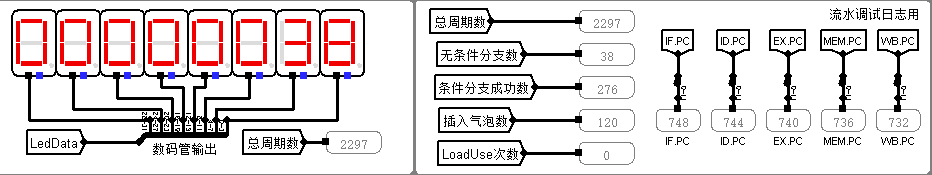 00000038
LedData
数码管输出
总周期数
2297
流水调试日志用
总周期数 2297
无条件分支数 38
条件分支成功数 276
插入气泡数 120
LoadUse次数 0
IF.PC ID.PC EX.PC MEM.PC WB.PC
748 744 740 736 732
IF.PC ID.PC EX.PC MEM.PC WB.PC